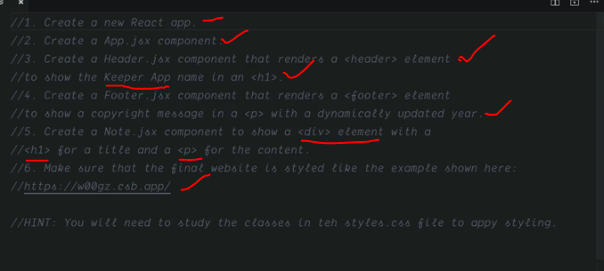 //1. Create a new React app.
//2. Create a App.jsx component.
//3. Create a Header.jsx component that renders a <header> element
//to show the Keeper App name in an <h1>.
//4. Create a Footer.jsx component that renders a <footer> element
//to show a copyright message in a <p> with a dynamically updated year.
//5. Create a Note.jsx component to show a <div> element with a
//<h1> for a title and a <p> for the content.
//6. Make sure that the final website is styled like the example shown here:
//https://w00gz.csb.app/
//HINT: You will need to study the classes in teh styles.css file to appy styling.